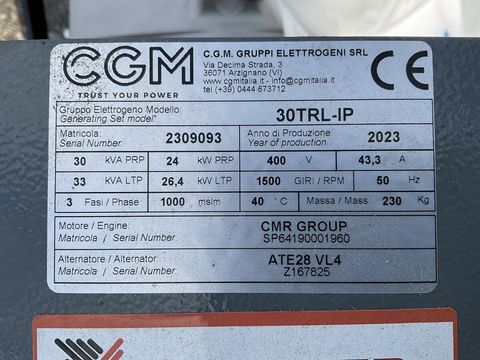 CGM
TRUST YOUR POWER
C.G.M. GRUPPI ELETTROGENI SRL
Via Decima Strada, 3
36071 Arzignano (VI)
www.cgmitalia.it - info@cgmitalia.it
tel (+39) 0444 673712
CE
Gruppo Elettrogeno Modello:
Generating Set model:
30TRL-IP
Matricola:
Serial Number:
2309093
Anno di Produzione
Year of production
2023
30 kVA PRP 24 kW PRP 400 V 43,3 A
33 kVA LTP 26,4 kW LTP 1500 GIRI / RPM 50 Hz
3 Fasi / Phase 1000 mslm 40 °C Massa / Mass 230 Kg
Motore / Engine:
Matricola / Serial Number:
CMR GROUP
SP64190001960
Alternatore / Alternator
Matricola / Serial Number:
ATE28 VL4
Z167825